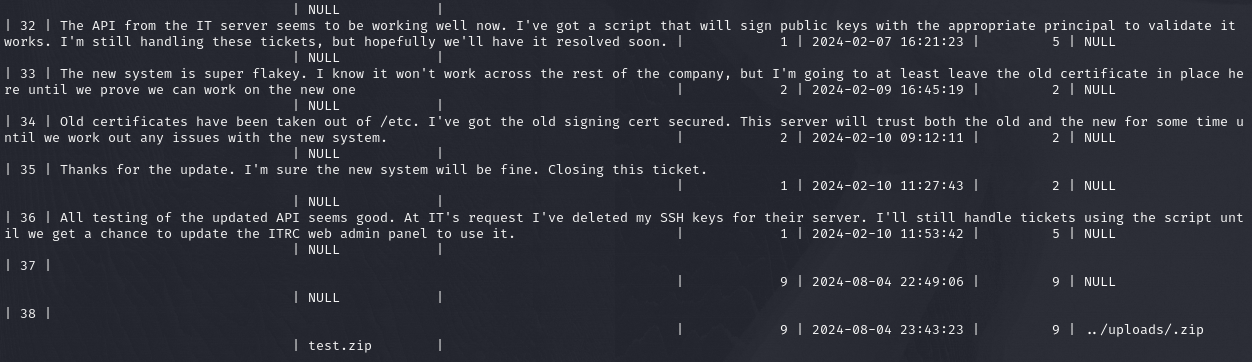 | NULL |
| 32 | The API from the IT server seems to be working well now. I've got a script that will sign public keys with the appropriate principal to validate it
works. I'm still handling these tickets, but hopefully we'll have it resolved soon. | 1 | 2024-02-07 16:21:23 | 5 | NULL
| NULL |
| 33 | The new system is super flakey. I know it won't work across the rest of the company, but I'm going to at least leave the old certificate in place he
re until we prove we can work on the new one | 2 | 2024-02-09 16:45:19 | 2 | NULL
| NULL |
| 34 | Old certificates have been taken out of /etc. I've got the old signing cert secured. This server will trust both the old and the new for some time u
ntil we work out any issues with the new system. | 2 | 2024-02-10 09:12:11 | 2 | NULL
| NULL |
| 35 | Thanks for the update. I'm sure the new system will be fine. Closing this ticket.
| 1 | 2024-02-10 11:27:43 | 2 | NULL
| NULL |
| 36 | All testing of the updated API seems good. At IT's request I've deleted my SSH keys for their server. I'll still handle tickets using the script unt
il we get a chance to update the ITRC web admin panel to use it. | 1 | 2024-02-10 11:53:42 | 5 | NULL
| NULL |
| 37 |
| 9 | 2024-08-04 22:49:06 | 9 | NULL
| NULL |
| 38 |
| 9 | 2024-08-04 23:43:23 | 9 | ../uploads/.zip
| test.zip |